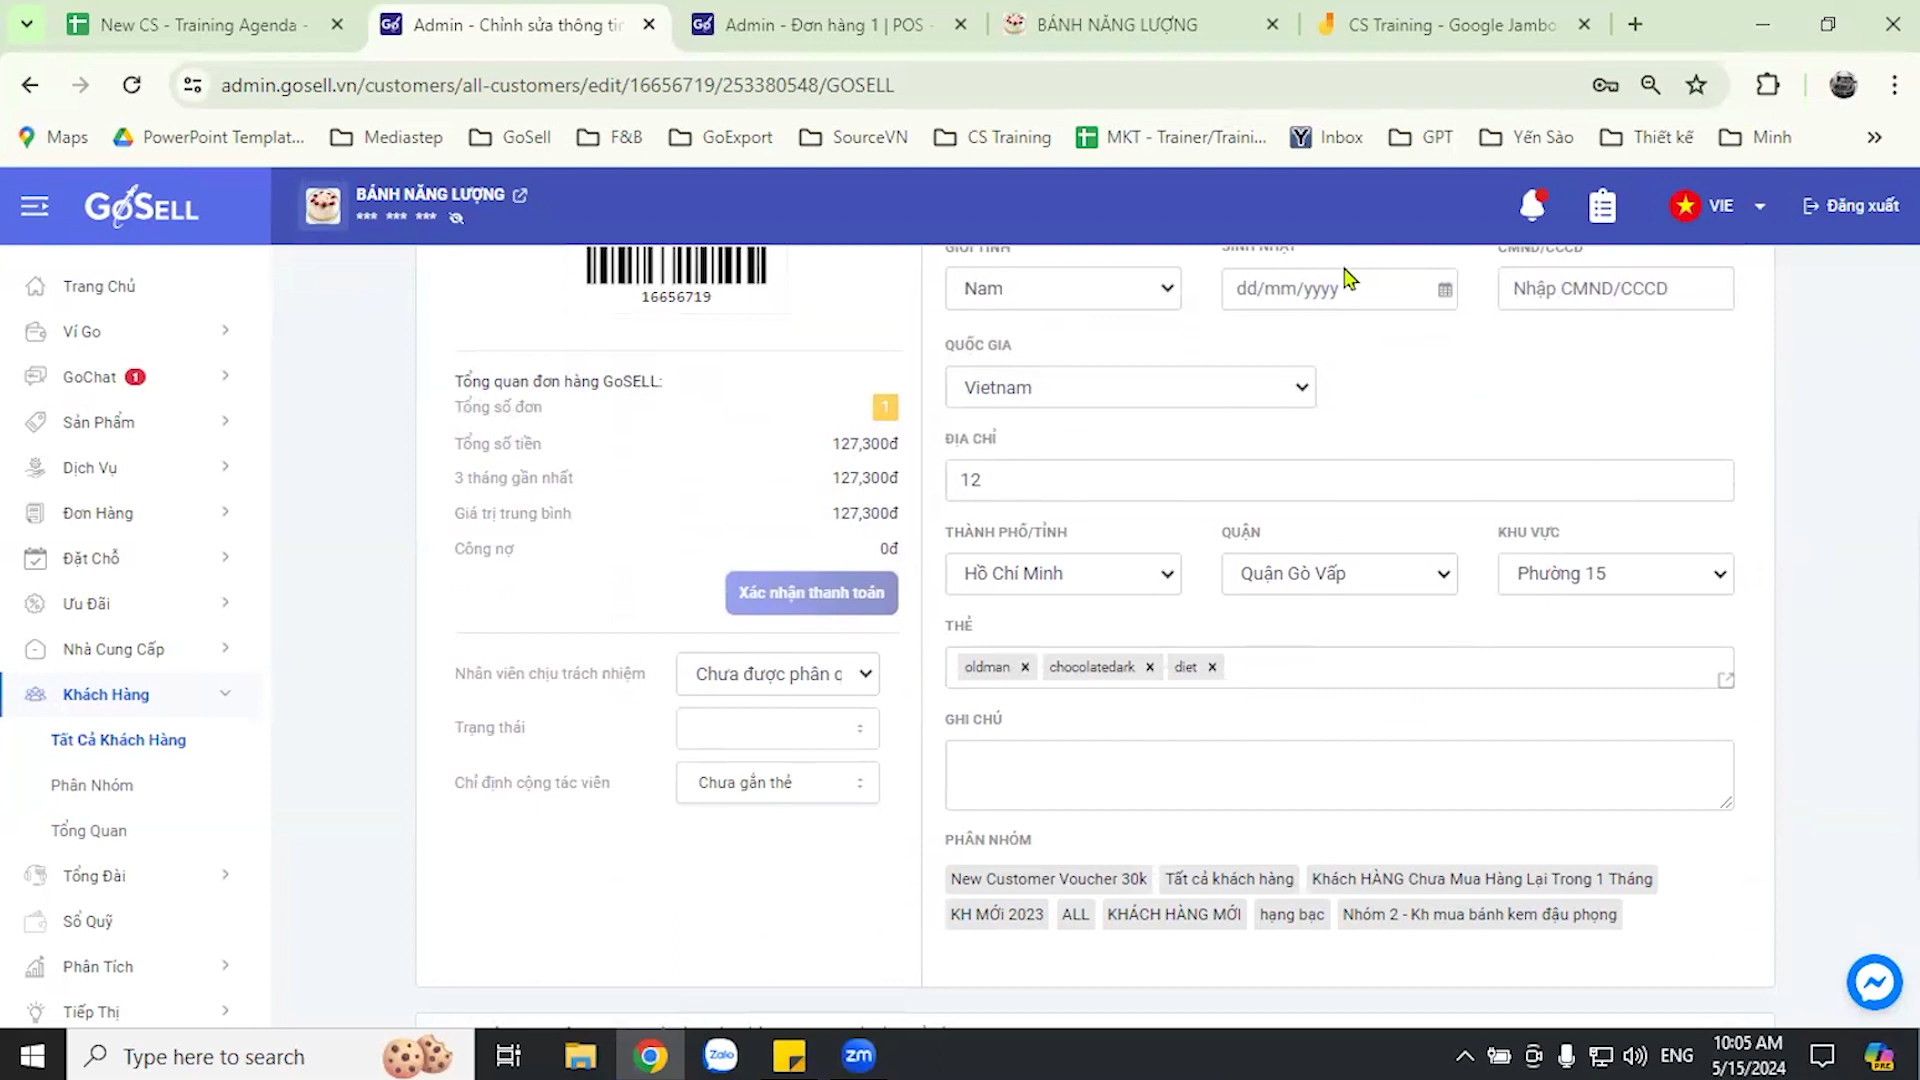 New CS - Training Agenda -
Admin - Chỉnh sửa thông tin
Admin - Đơn hàng 1 | POS -
BÁNH NĂNG LƯỢNG
CS Training - Google Jambo
admin.gosell.vn/customers/all-customers/edit/16656719/253380548/GOSELL
Maps
PowerPoint Templat...
Mediastep
GoSell
F&B
GoExport
SourceVN
CS Training
MKT - Trainer/Traini...
Inbox
GPT
Yến Sào
Thiết kế
Minh
GoSELL
BÁNH NĂNG LƯỢNG
*** *** ***
VIE
Đăng xuất
Trang Chủ
Ví Go
GoChat 1
Sản Phẩm
Dịch Vụ
Đơn Hàng
Đặt Chỗ
Ưu Đãi
Nhà Cung Cấp
Khách Hàng
Tất Cả Khách Hàng
Phân Nhóm
Tổng Quan
Tổng Đài
Sổ Quỹ
Phân Tích
Tiếp Thị
16656719
Tổng quan đơn hàng GoSELL:
Tổng số đơn 1
Tổng số tiền 127,300đ
3 tháng gần nhất 127,300đ
Giá trị trung bình 127,300đ
Công nợ 0đ
Xác nhận thanh toán
Nhân viên chịu trách nhiệm Chưa được phân c
Trạng thái
Chỉ định cộng tác viên Chưa gắn thẻ
GIỚI TÍNH SINH NHẬT CMND/CCCD
Nam dd/mm/yyyy Nhập CMND/CCCD
QUỐC GIA
Vietnam
ĐỊA CHỈ
12
THÀNH PHỐ/TỈNH QUẬN KHU VỰC
Hồ Chí Minh Quận Gò Vấp Phường 15
THẺ
oldman x chocolatedark x diet x
GHI CHÚ
PHÂN NHÓM
New Customer Voucher 30k Tất cả khách hàng Khách HÀNG Chưa Mua Hàng Lại Trong 1 Tháng
KH MỚI 2023 ALL KHÁCH HÀNG MỚI hạng bạc Nhóm 2 - Kh mua bánh kem đậu phọng
Type here to search
Zalo
zm
ENG
10:05 AM
5/15/2024
PRE